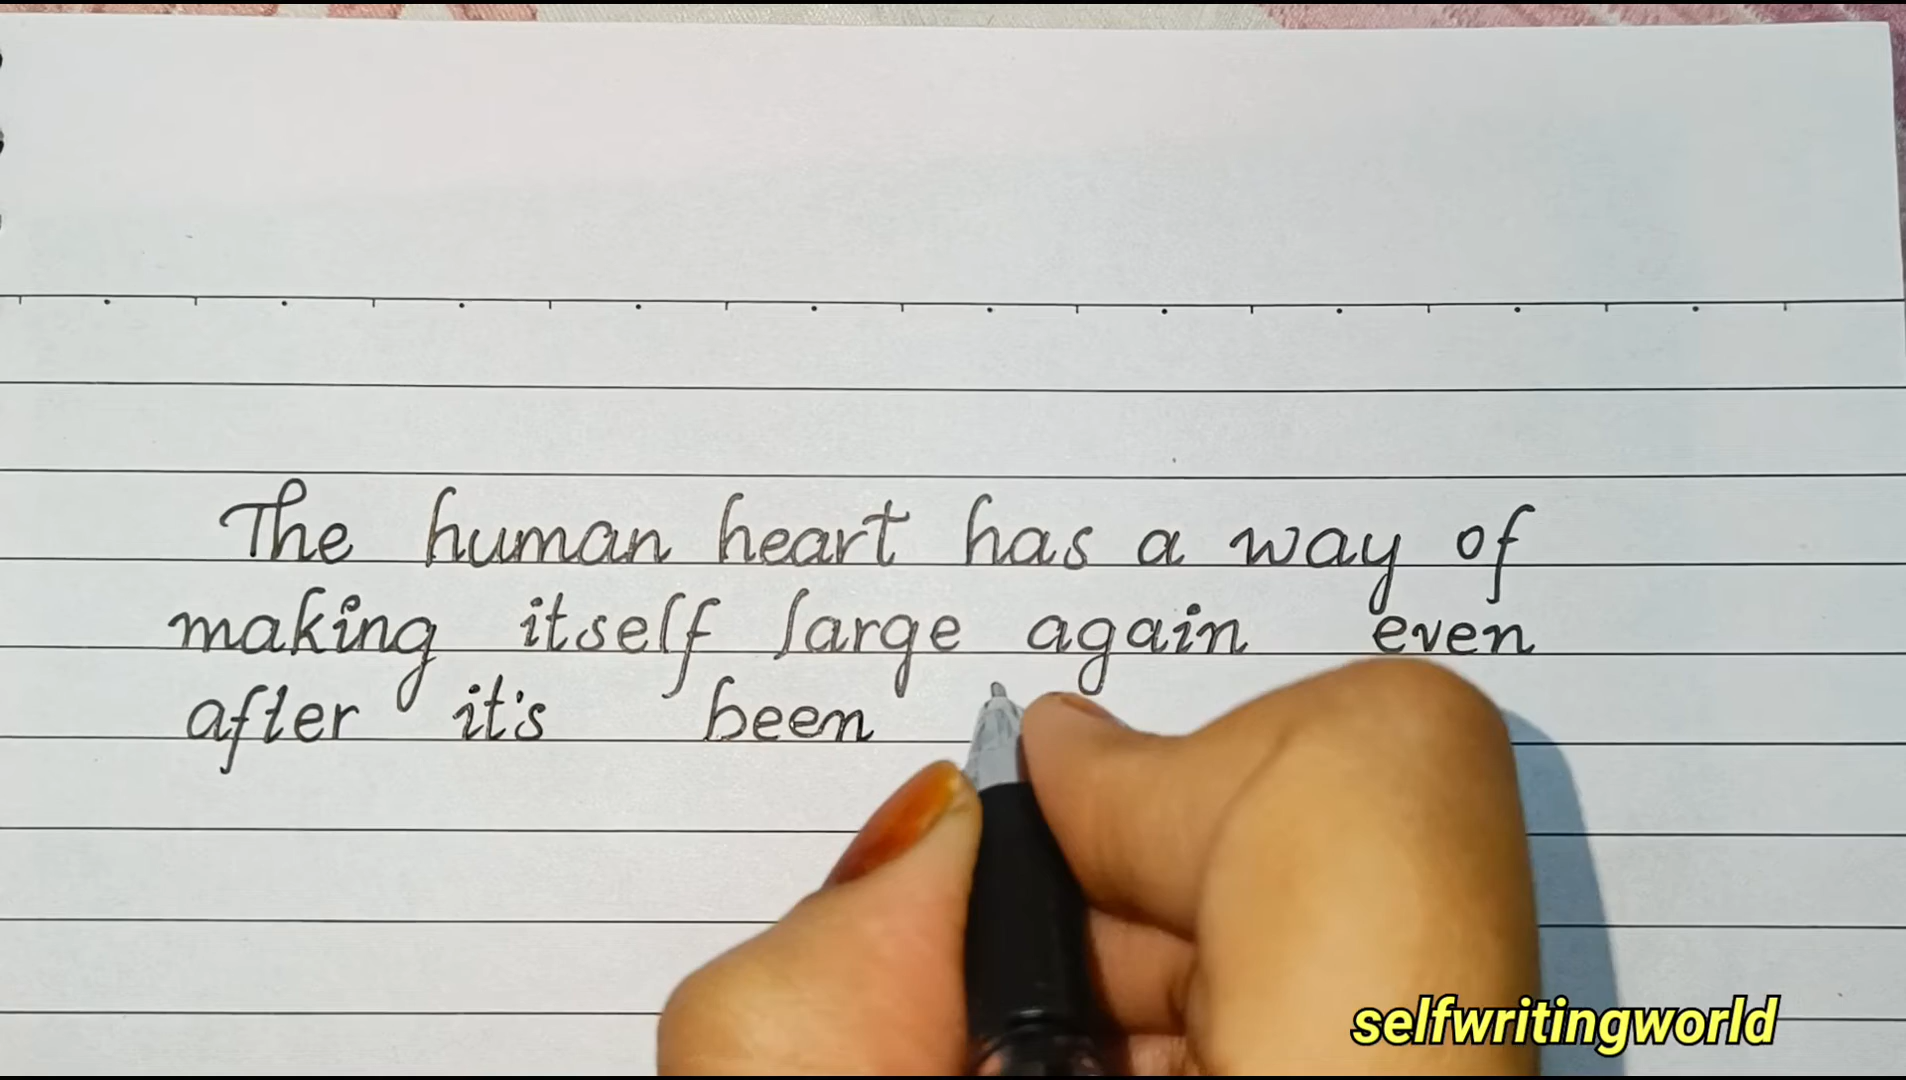 The human heart has a way of
making itself large again even
after it's been
selfwritingworld